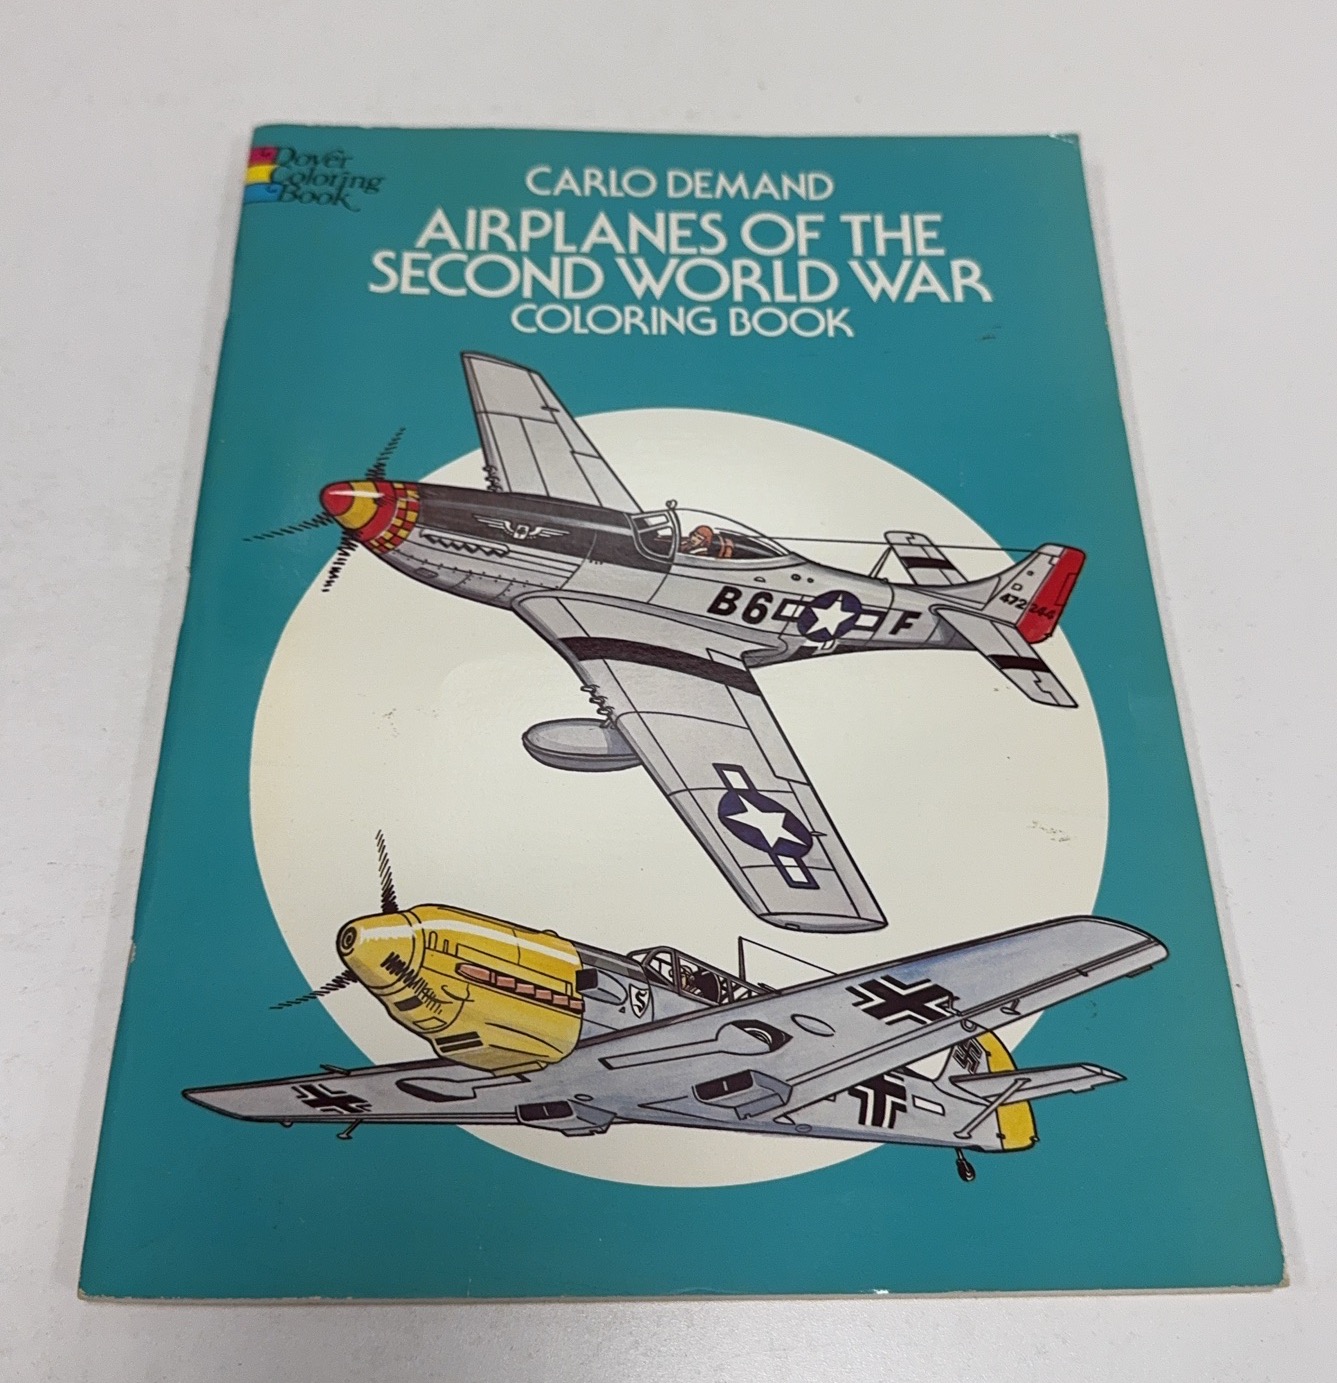 Dover
Coloring
Book
CARLO DEMAND
AIRPLANES OF THE
SECOND WORLD WAR
COLORING BOOK
B6 F
472244